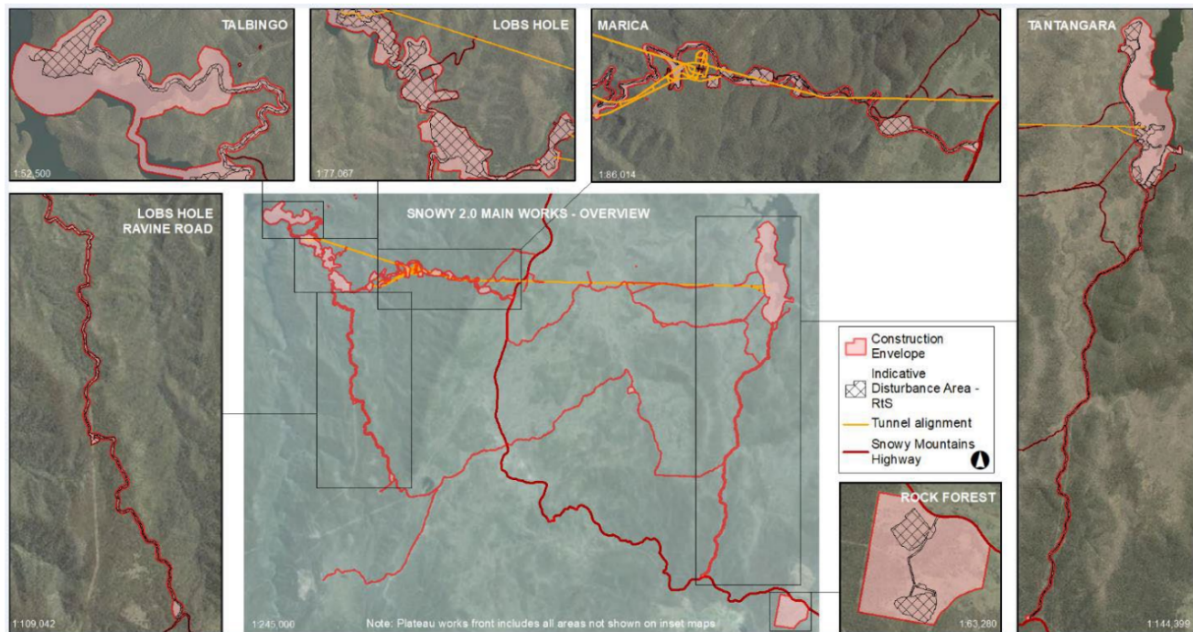 TALBINGO
1:52,500
LOBS HOLE
1:77,067
MARICA
1:86,014
TANTANGARA
1:144,399
LOBS HOLE
RAVINE ROAD
1:109,042
SNOWY 2.0 MAIN WORKS - OVERVIEW
1:245,000
Note: Plateau works front includes all areas not shown on inset maps
Construction
Envelope
Indicative
Disturbance Area -
RtS
Tunnel alignment
Snowy Mountains
Highway
ROCK FOREST
1:63,280